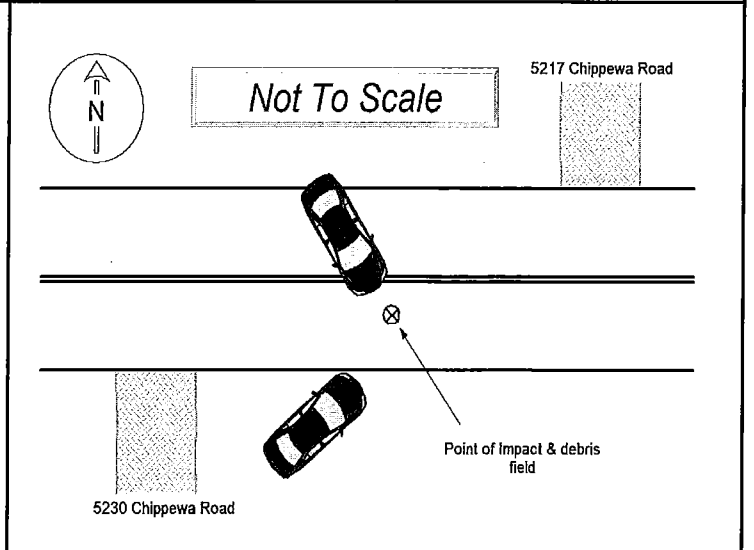 N
Not To Scale
5217 Chippewa Road
Point of Impact & debris
field
5230 Chippewa Road